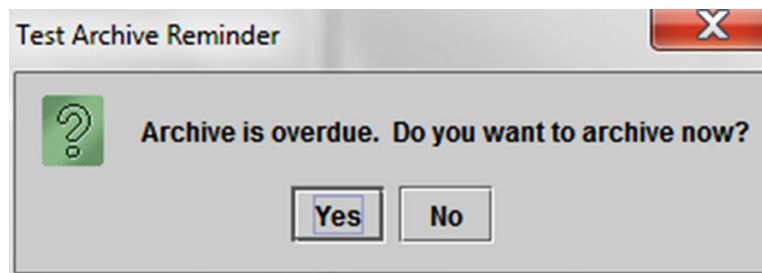 Test Archive Reminder
Archive is overdue. Do you want to archive now?
Yes No